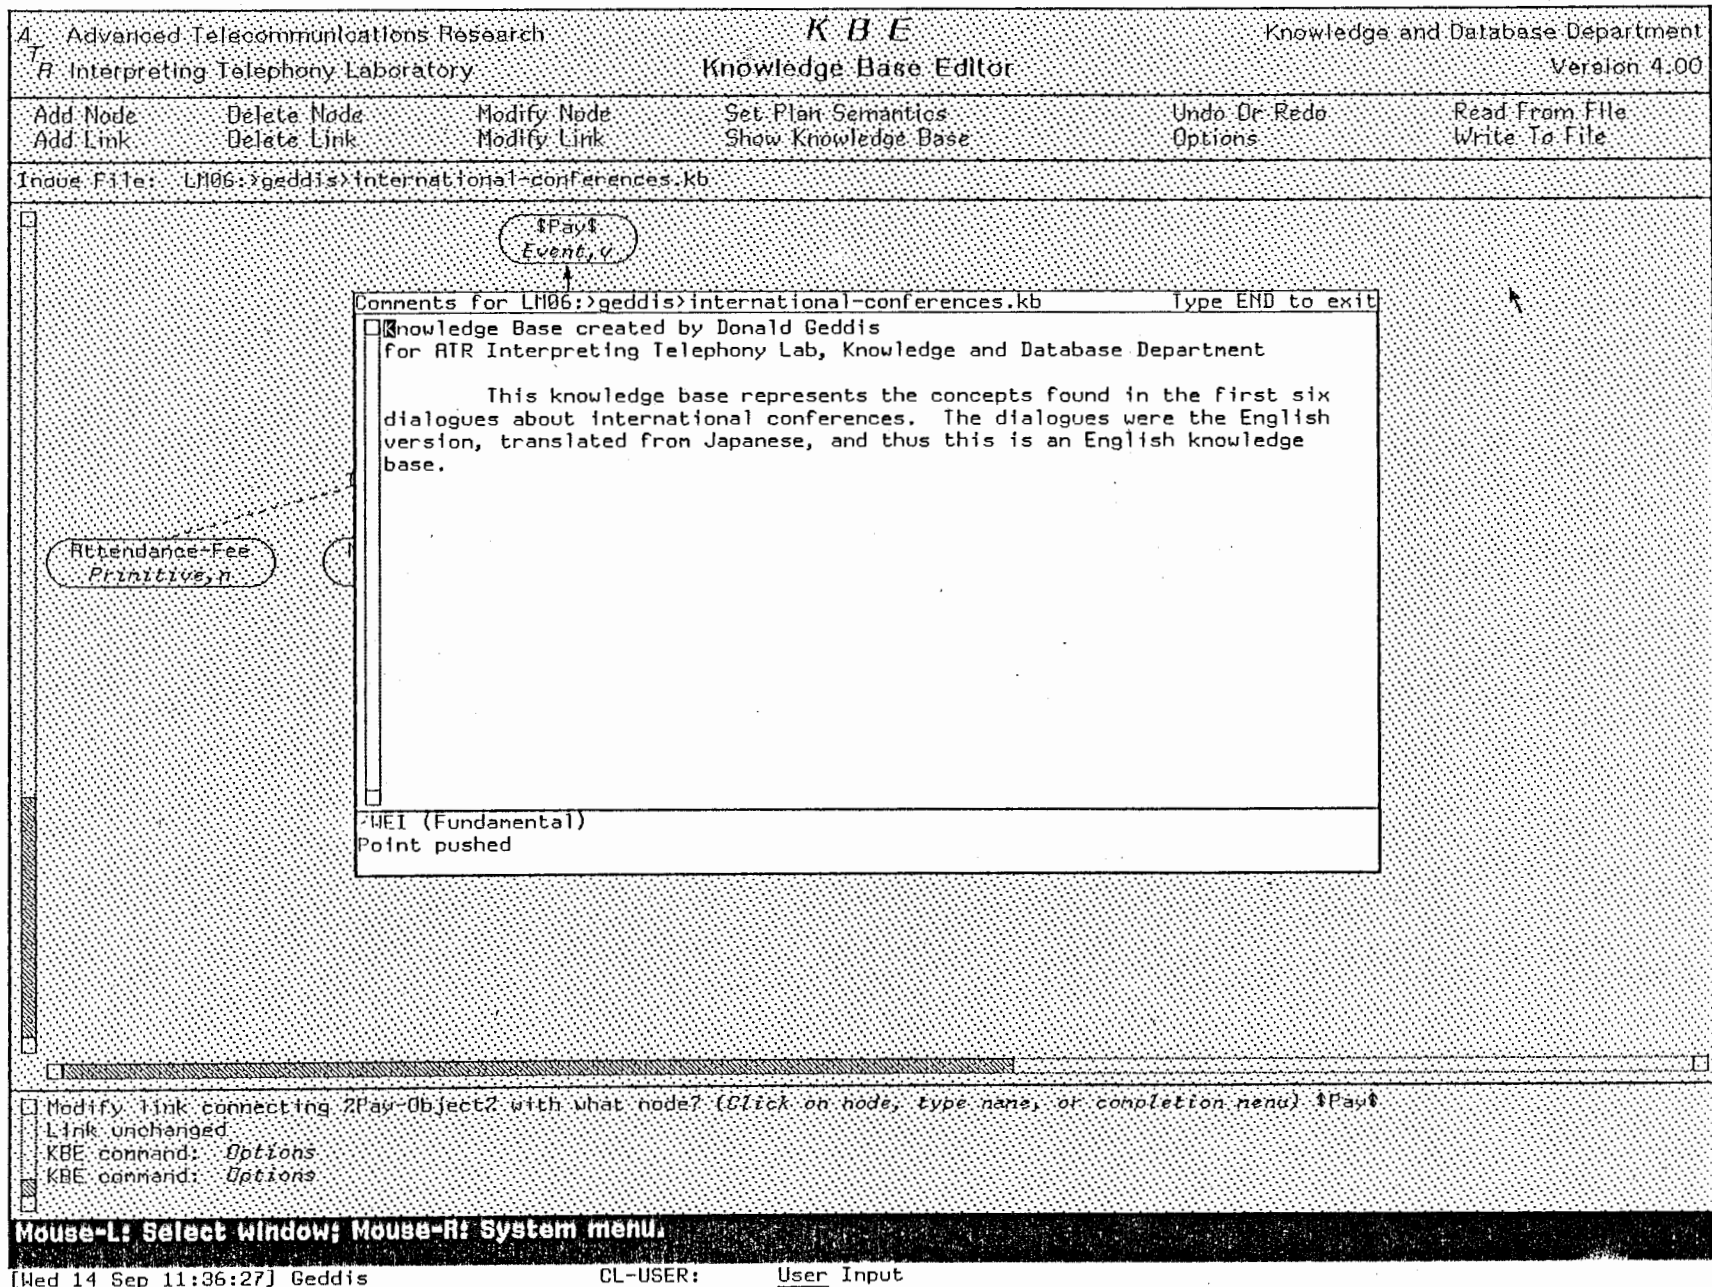 ATR Advanced Telecommunications Research
Interpreting Telephony Laboratory
KBE
Knowledge Base Editor
Knowledge and Database Department
Version 4.00
Add Node Delete Node Modify Node Set Plan Semantics Undo Or Redo Read From File
Add Link Delete Link Modify Link Show Knowledge Base Options Write To File
Inoue File: LM06:>geddis>international-conferences.kb
$Pay$
Event,v
Comments for LM06:>geddis>international-conferences.kb Type END to exit
Knowledge Base created by Donald Geddis
for ATR Interpreting Telephony Lab, Knowledge and Database Department
This knowledge base represents the concepts found in the first six
dialogues about international conferences. The dialogues were the English
version, translated from Japanese, and thus this is an English knowledge
base.
Attendance-Fee
Primitive,n
ZWEI (Fundamental)
Point pushed
Modify link connecting %Pay-Object% with what node? (Click on node, type name, or completion menu) $Pay$
Link unchanged
KBE command: Options
KBE command: Options
Mouse-L: Select window; Mouse-R: System menu.
[Wed 14 Sep 11:36:27] Geddis CL-USER: User Input